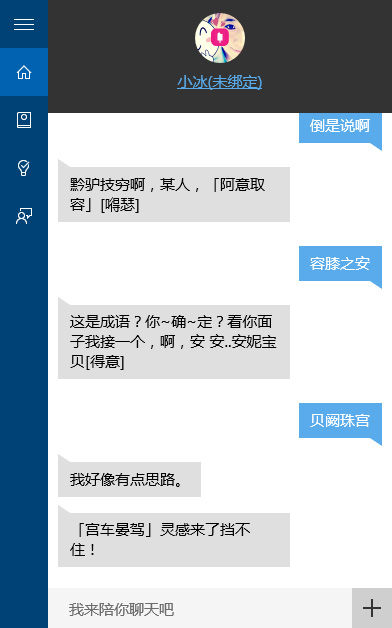 小冰(未绑定)
倒是说啊
黔驴技穷啊，某人，「阿意取
容」[嘚瑟]
容膝之安
这是成语？你~确~定？看你面
子我接一个，啊，安 安..安妮宝
贝[得意]
贝阙珠宫
我好像有点思路。
「宫车晏驾」灵感来了挡不
住！
我来陪你聊天吧